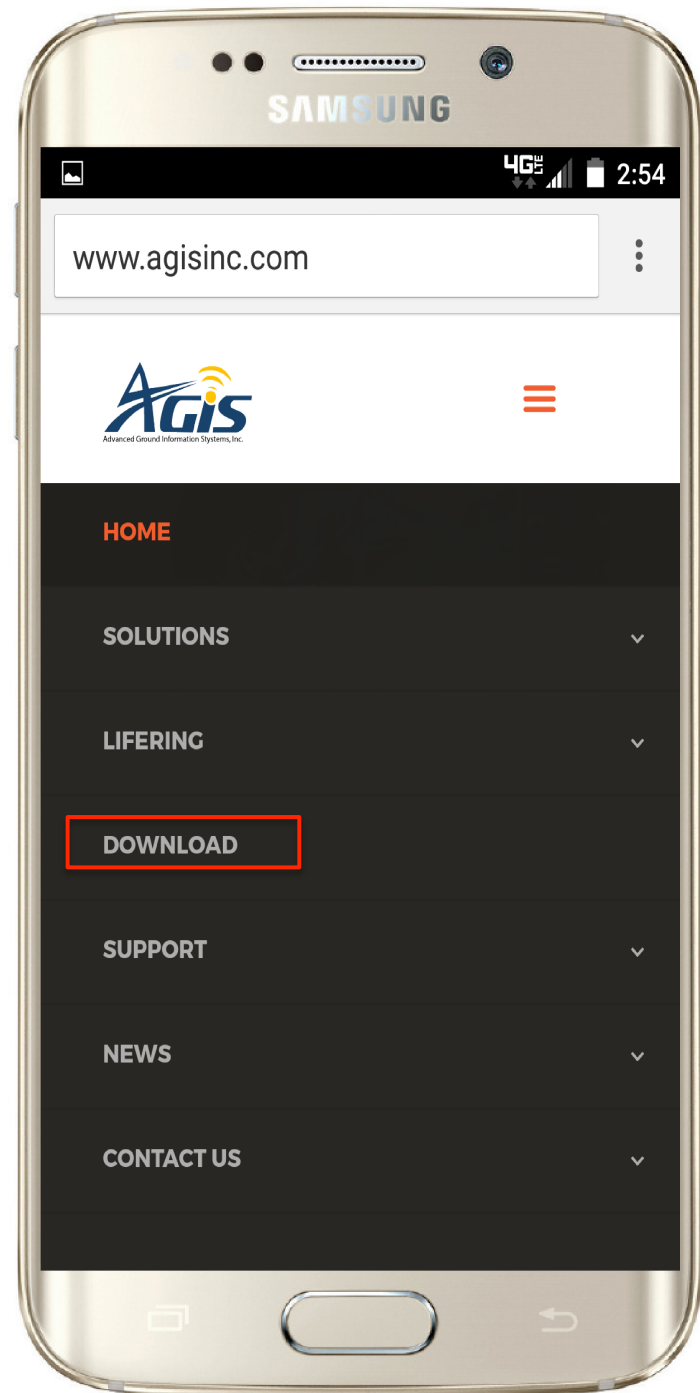 SAMSUNG
4G LTE 2:54
www.agisinc.com
AGIS
Advanced Ground Information Stystems, Inc.
HOME
SOLUTIONS
LIFERING
DOWNLOAD
SUPPORT
NEWS
CONTACT US